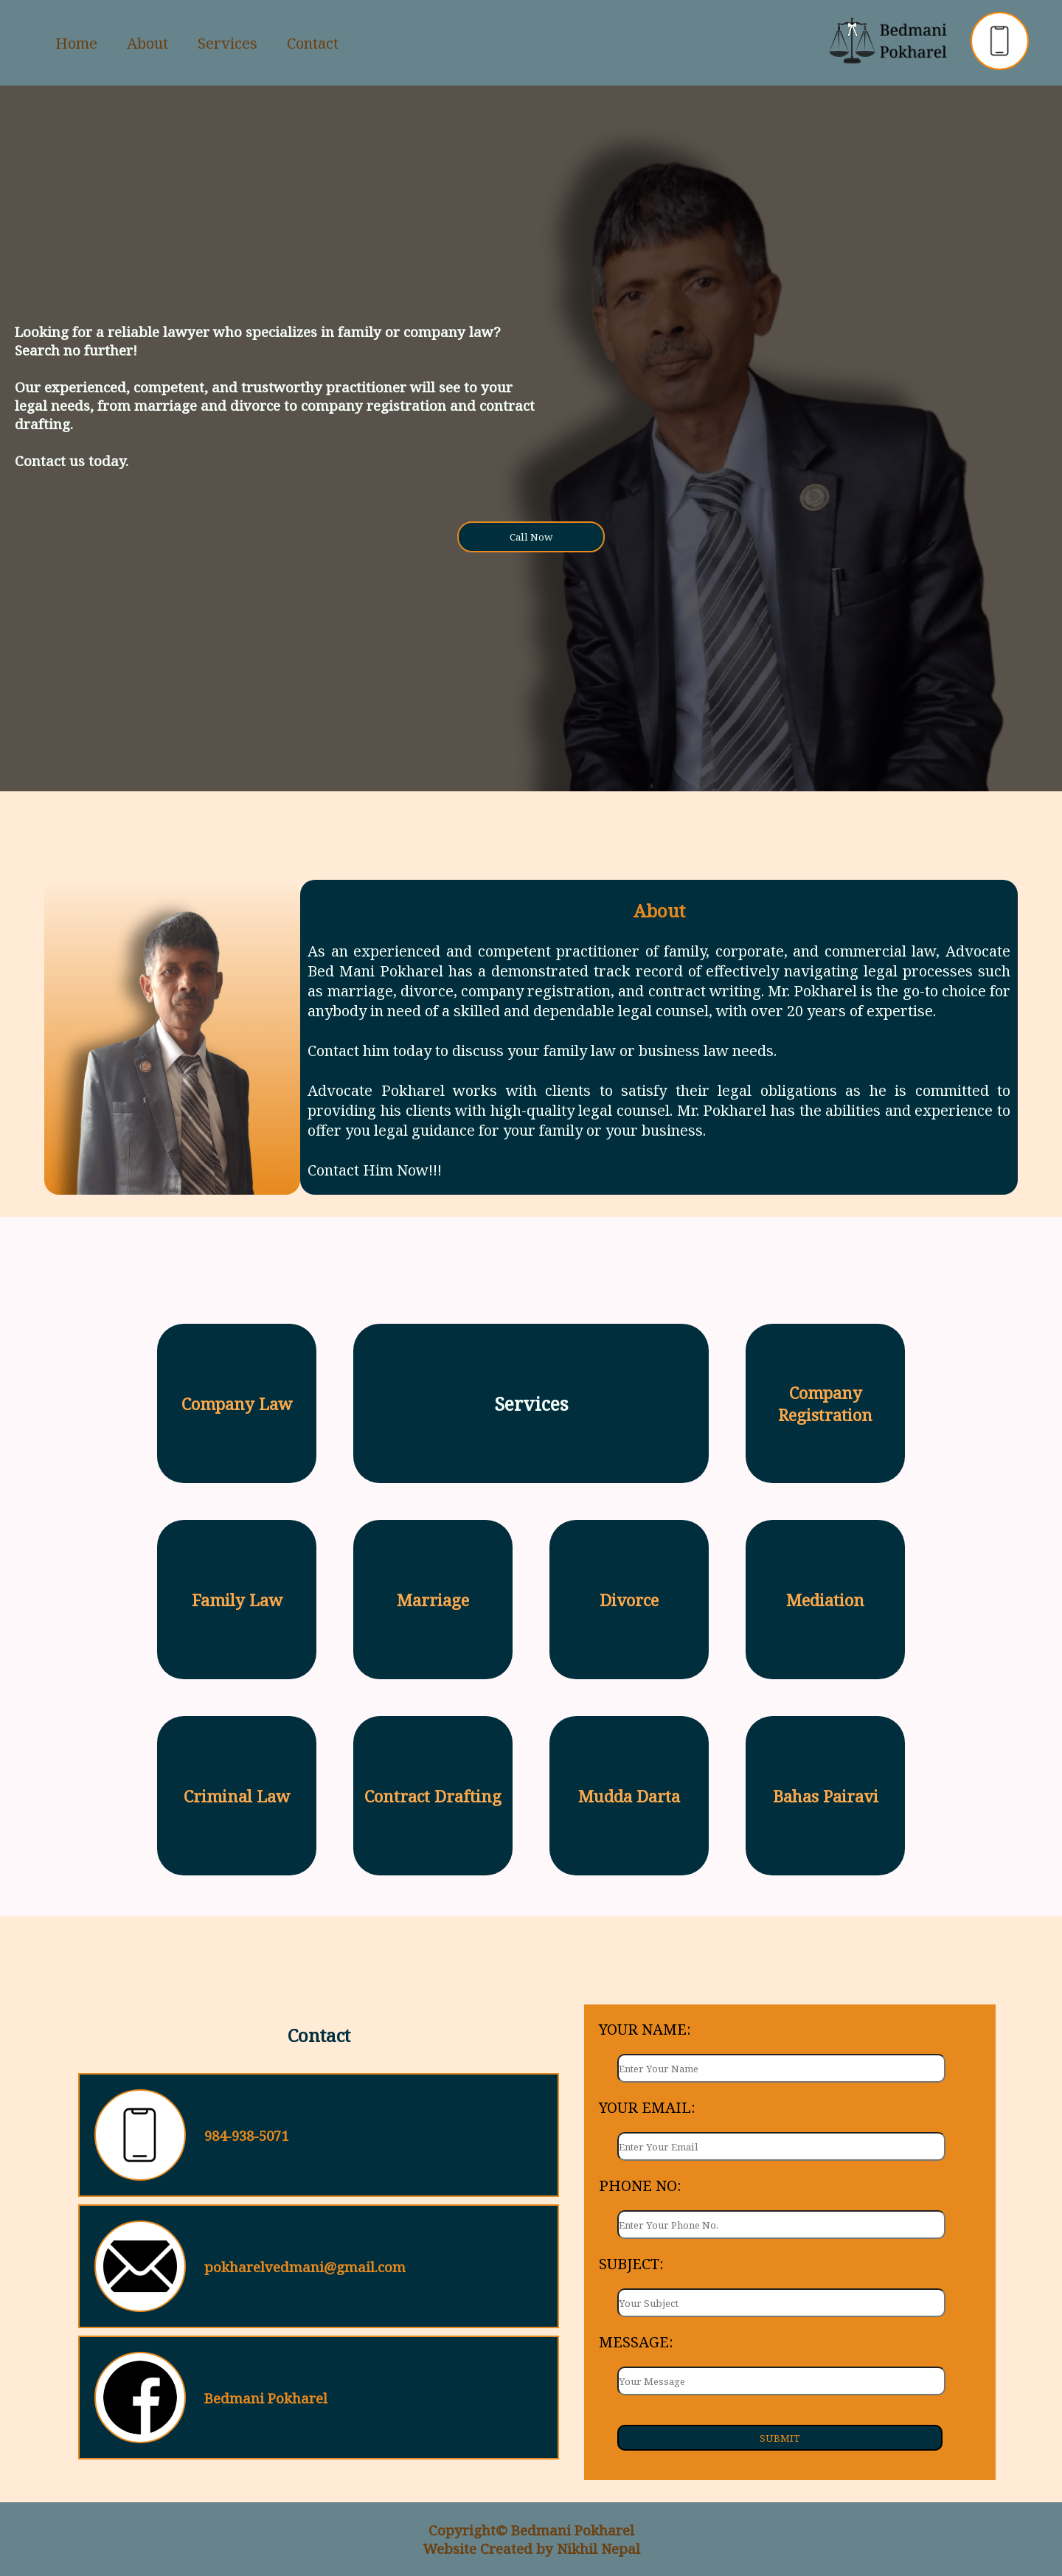 Home About Services Contact
Bedmani
Pokharel
Looking for a reliable lawyer who specializes in family or company law?
Search no further!
Our experienced, competent, and trustworthy practitioner will see to your
legal needs, from marriage and divorce to company registration and contract
drafting.
Contact us today.
Call Now
About
As an experienced and competent practitioner of family, corporate, and commercial law, Advocate
Bed Mani Pokharel has a demonstrated track record of effectively navigating legal processes such
as marriage, divorce, company registration, and contract writing. Mr. Pokharel is the go-to choice for
anybody in need of a skilled and dependable legal counsel, with over 20 years of expertise.
Contact him today to discuss your family law or business law needs.
Advocate Pokharel works with clients to satisfy their legal obligations as he is committed to
providing his clients with high-quality legal counsel. Mr. Pokharel has the abilities and experience to
offer you legal guidance for your family or your business.
Contact Him Now!!!
Company Law
Services
Company
Registration
Family Law
Marriage
Divorce
Mediation
Criminal Law
Contract Drafting
Mudda Darta
Bahas Pairavi
Contact
984-938-5071
pokharelvedmani@gmail.com
Bedmani Pokharel
YOUR NAME:
Enter Your Name
YOUR EMAIL:
Enter Your Email
PHONE NO:
Enter Your Phone No.
SUBJECT:
Your Subject
MESSAGE:
Your Message
SUBMIT
Copyright© Bedmani Pokharel
Website Created by Nikhil Nepal